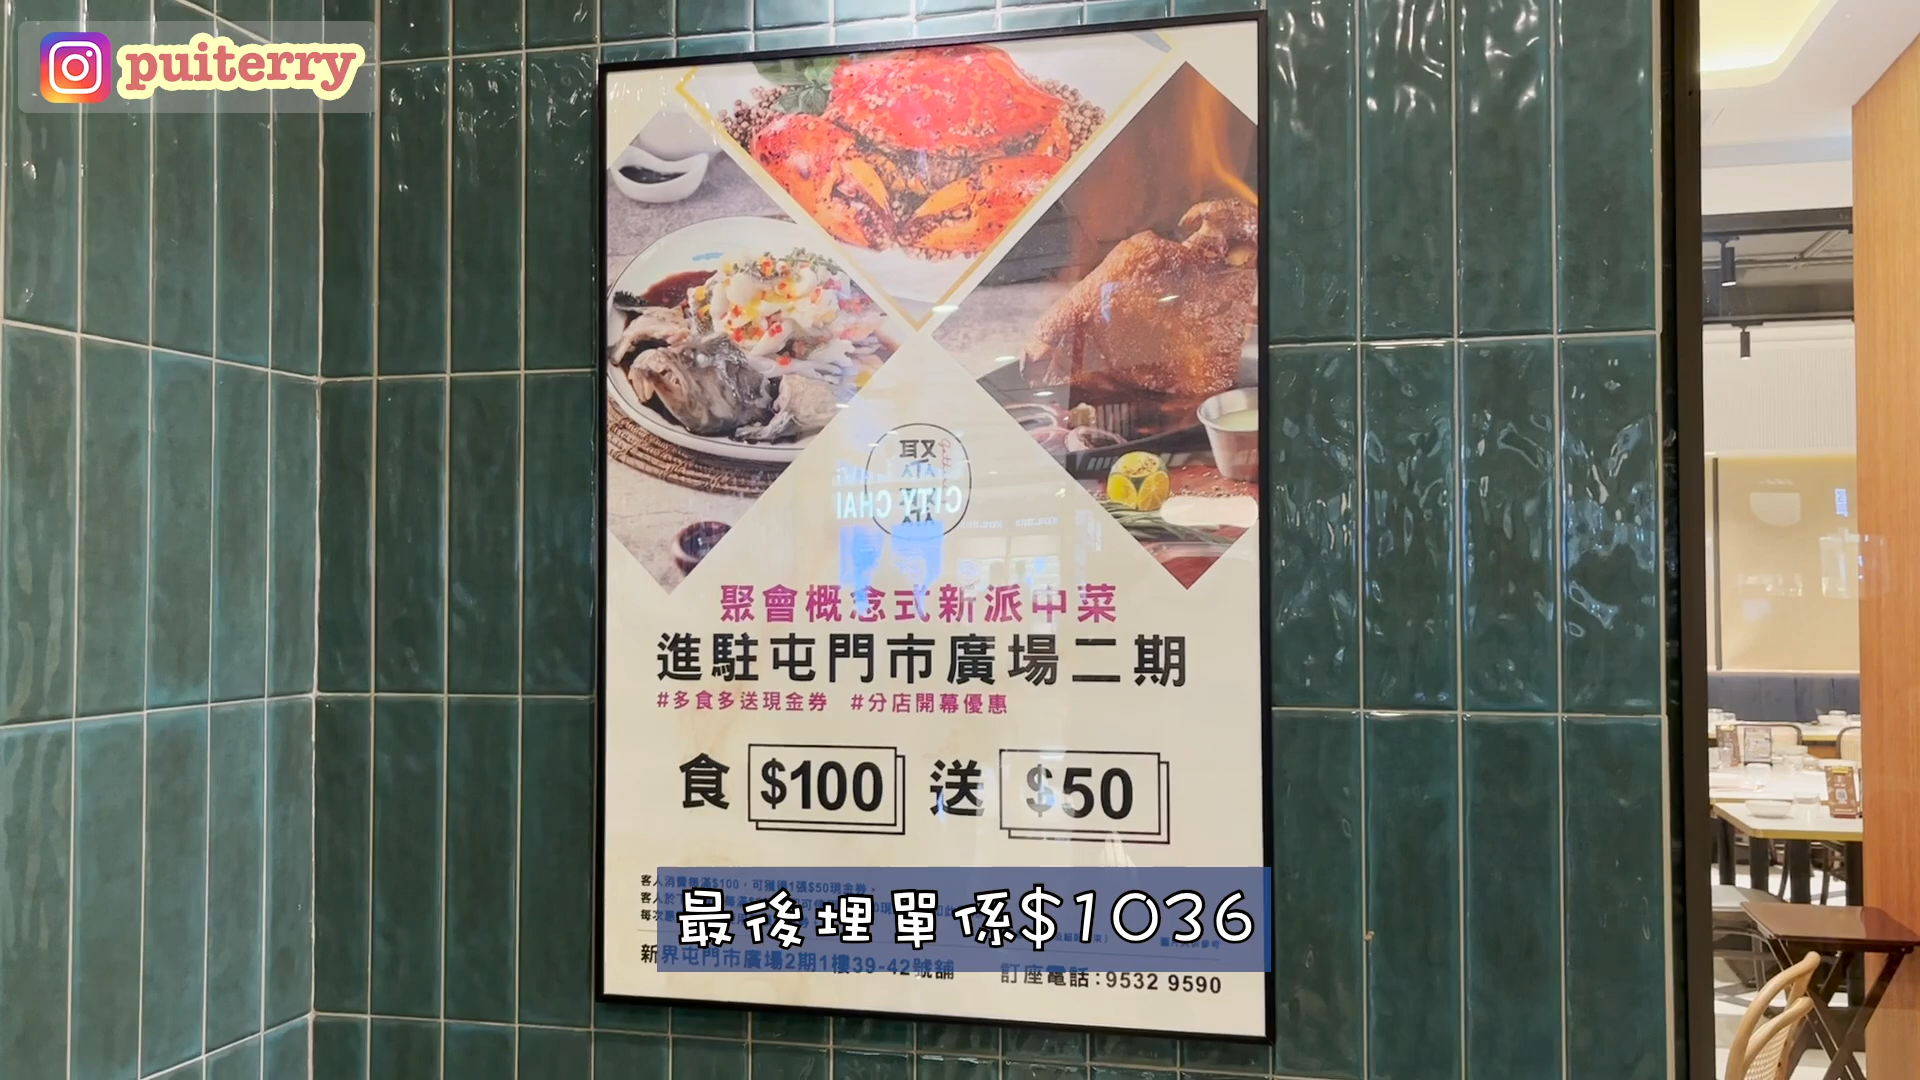 puiterry
聚
CITY CHAI
聚會概念式新派中菜
進駐屯門市廣場二期
#多食多送現金券 #分店開幕優惠
食 $100 送 $50
客人消費每滿$100，可獲得1張$50現金券。
最後埋單係$1036
新界屯門市廣場2期1樓39-42號舖 訂座電話:9532 9590